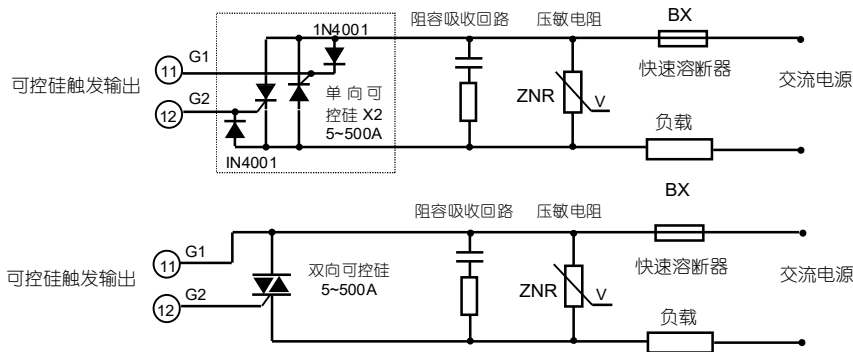 1N4001
阻容吸收回路
压敏电阻
BX
可控硅触发输出
11
G1
12
G2
单 向 可
控硅 X2
5~500A
IN4001
ZNR
V
快速溶断器
负载
交流电源
BX
阻容吸收回路
压敏电阻
可控硅触发输出
11
G1
12
G2
双向可控硅
5~500A
ZNR
V
快速溶断器
负载
交流电源